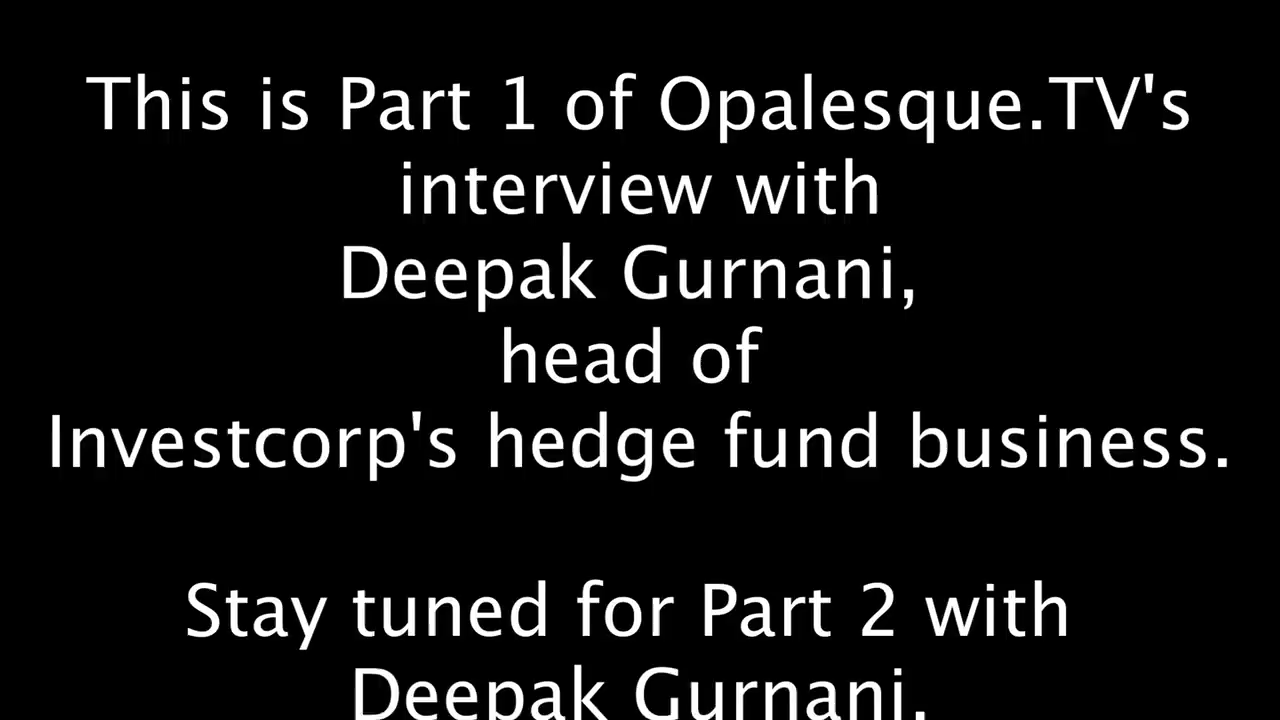 This is Part 1 of Opalesque.TV's
interview with
Deepak Gurnani,
head of
Investcorp's hedge fund business.
Stay tuned for Part 2 with
Deepak Gurnani.